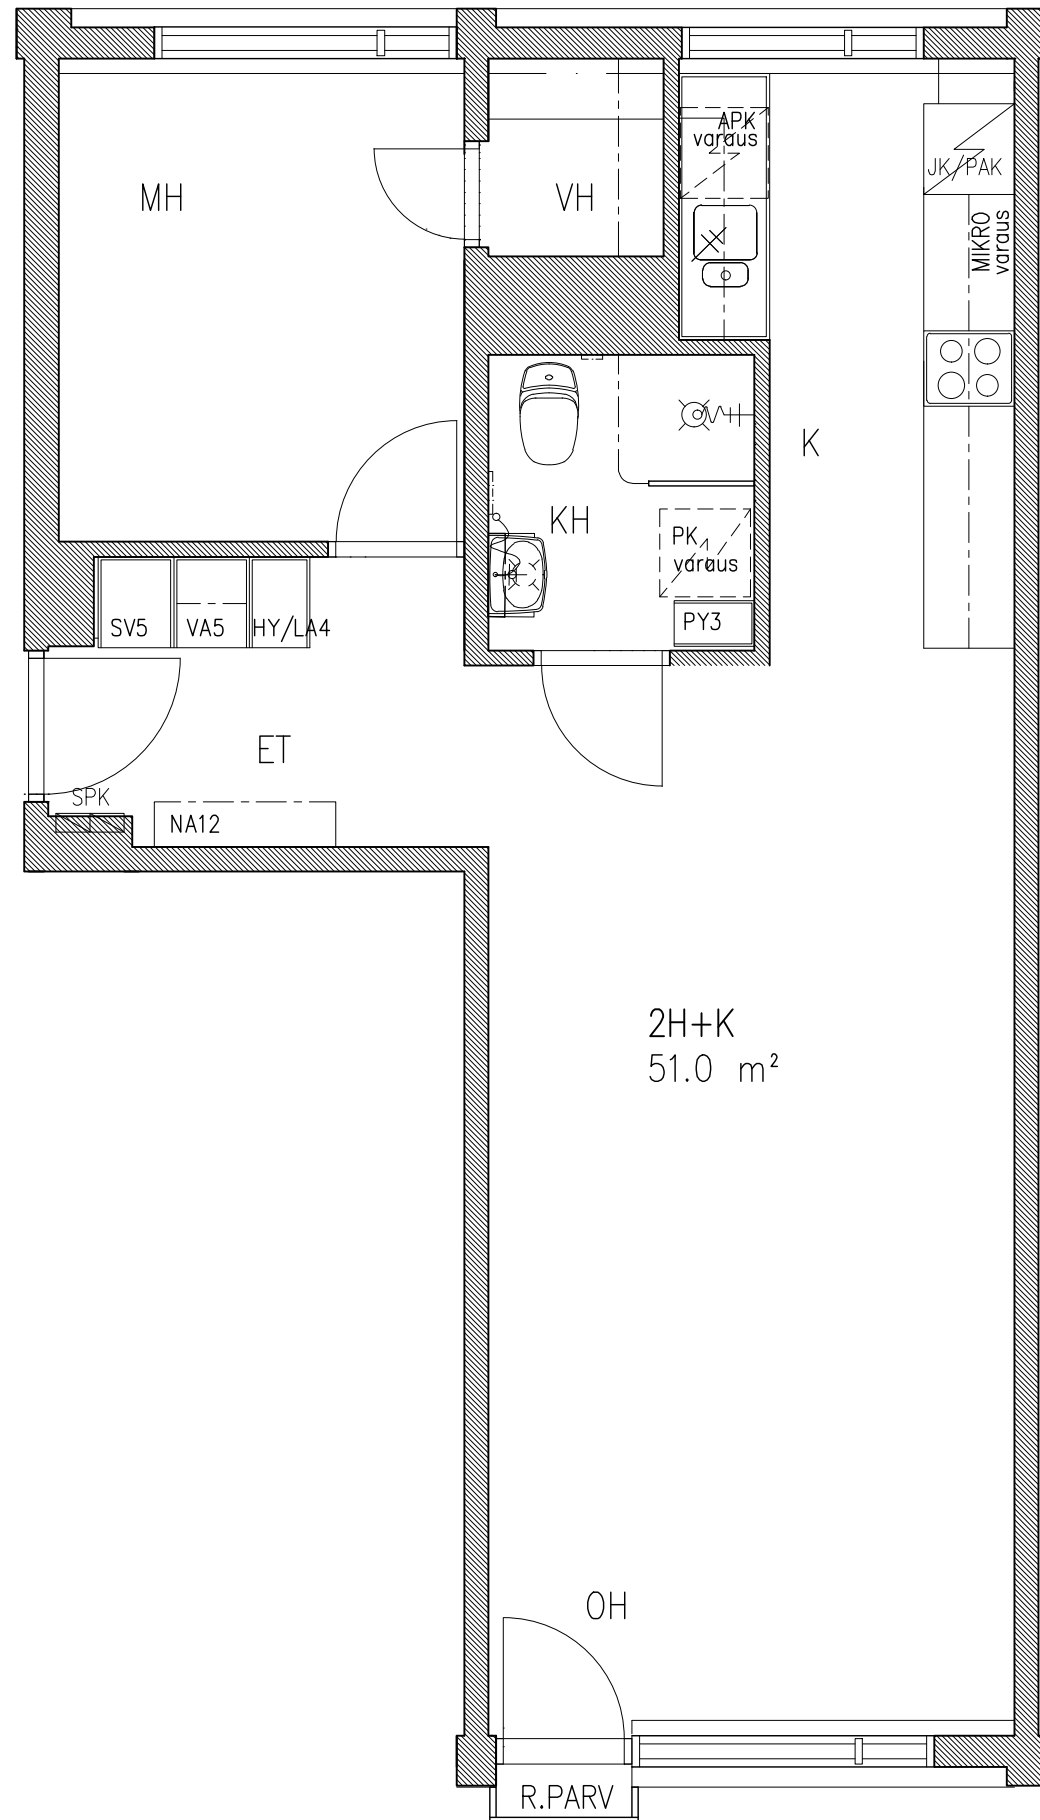 APK
varaus
JK/PAK
MH
VH
MIKRO
varaus
K
KH
PK
varaus
PY3
SV5
VA5
HY/LA4
ET
SPK
NA12
2H+K
51.0 m²
OH
R.PARV